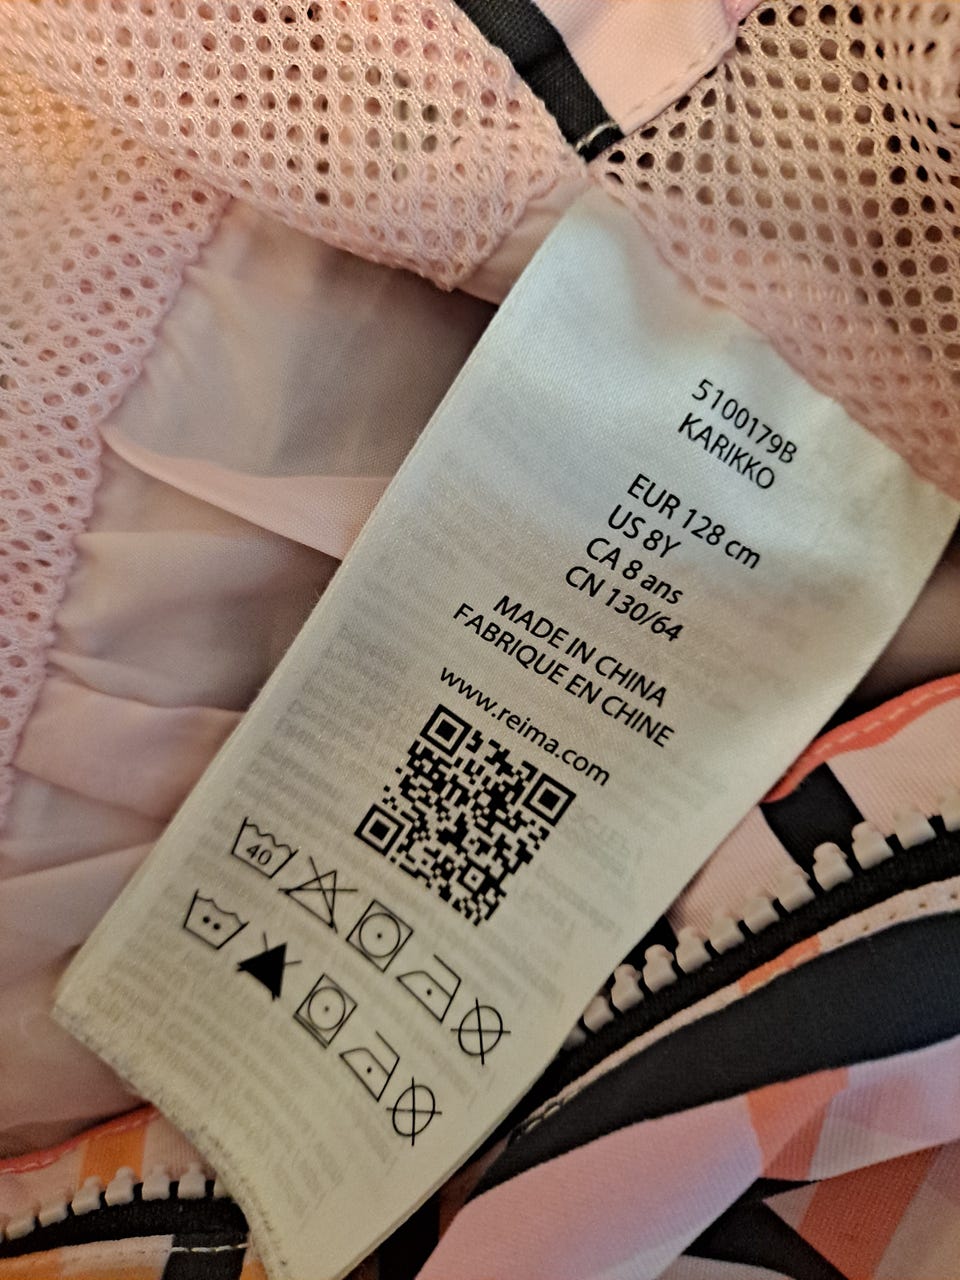 5100179B
KARIKKO
EUR 128 cm
US 8Y
CA 8 ans
CN 130/64
MADE IN CHINA
FABRIQUE EN CHINE
www.reima.com
40